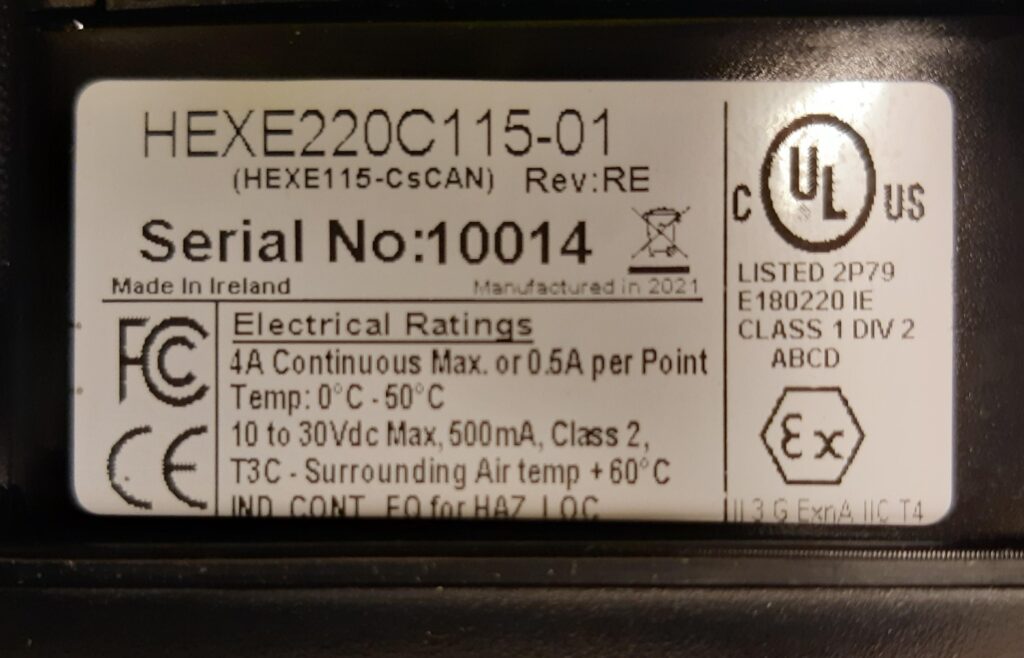 HEXE220C115-01
(HEXE115-CsCAN) Rev:RE
Serial No:10014
Made In Ireland Manufactured in 2021
FC
CE
Electrical Ratings
4A Continuous Max. or 0.5A per Point
Temp: 0°C - 50°C
10 to 30Vdc Max, 500mA, Class 2,
T3C - Surrounding Air temp + 60°C
IND. CONT. EQ for HAZ. LOC.
C UL US
LISTED 2P79
E180220 IE
CLASS 1 DIV 2
ABCD
Ex
II 3 G ExnA IIC T4